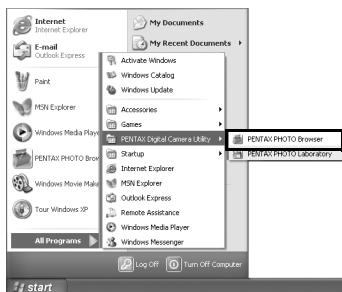 Internet
Internet Explorer
E-mail
Outlook Express
Paint
MSN Explorer
Windows Media Play
PENTAX PHOTO Brow
Windows Movie Make
Tour Windows XP
All Programs
My Documents
My Recent Documents
Activate Windows
Windows Catalog
Windows Update
Accessories
Games
PENTAX Digital Camera Utility
Startup
Internet Explorer
MSN Explorer
Outlook Express
Remote Assistance
Windows Media Player
Windows Messenger
PENTAX PHOTO Browser
PENTAX PHOTO Laboratory
Log Off
Turn Off Computer
start